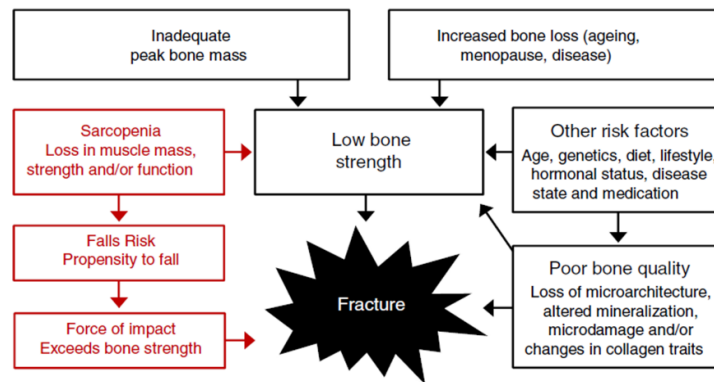 Inadequate
peak bone mass
Increased bone loss (ageing,
menopause, disease)
Sarcopenia
Loss in muscle mass,
strength and/or function
Low bone
strength
Other risk factors
Age, genetics, diet, lifestyle,
hormonal status, disease
state and medication
Falls Risk
Propensity to fall
Force of impact
Exceeds bone strength
Fracture
Poor bone quality
Loss of microarchitecture,
altered mineralization,
microdamage and/or
changes in collagen traits